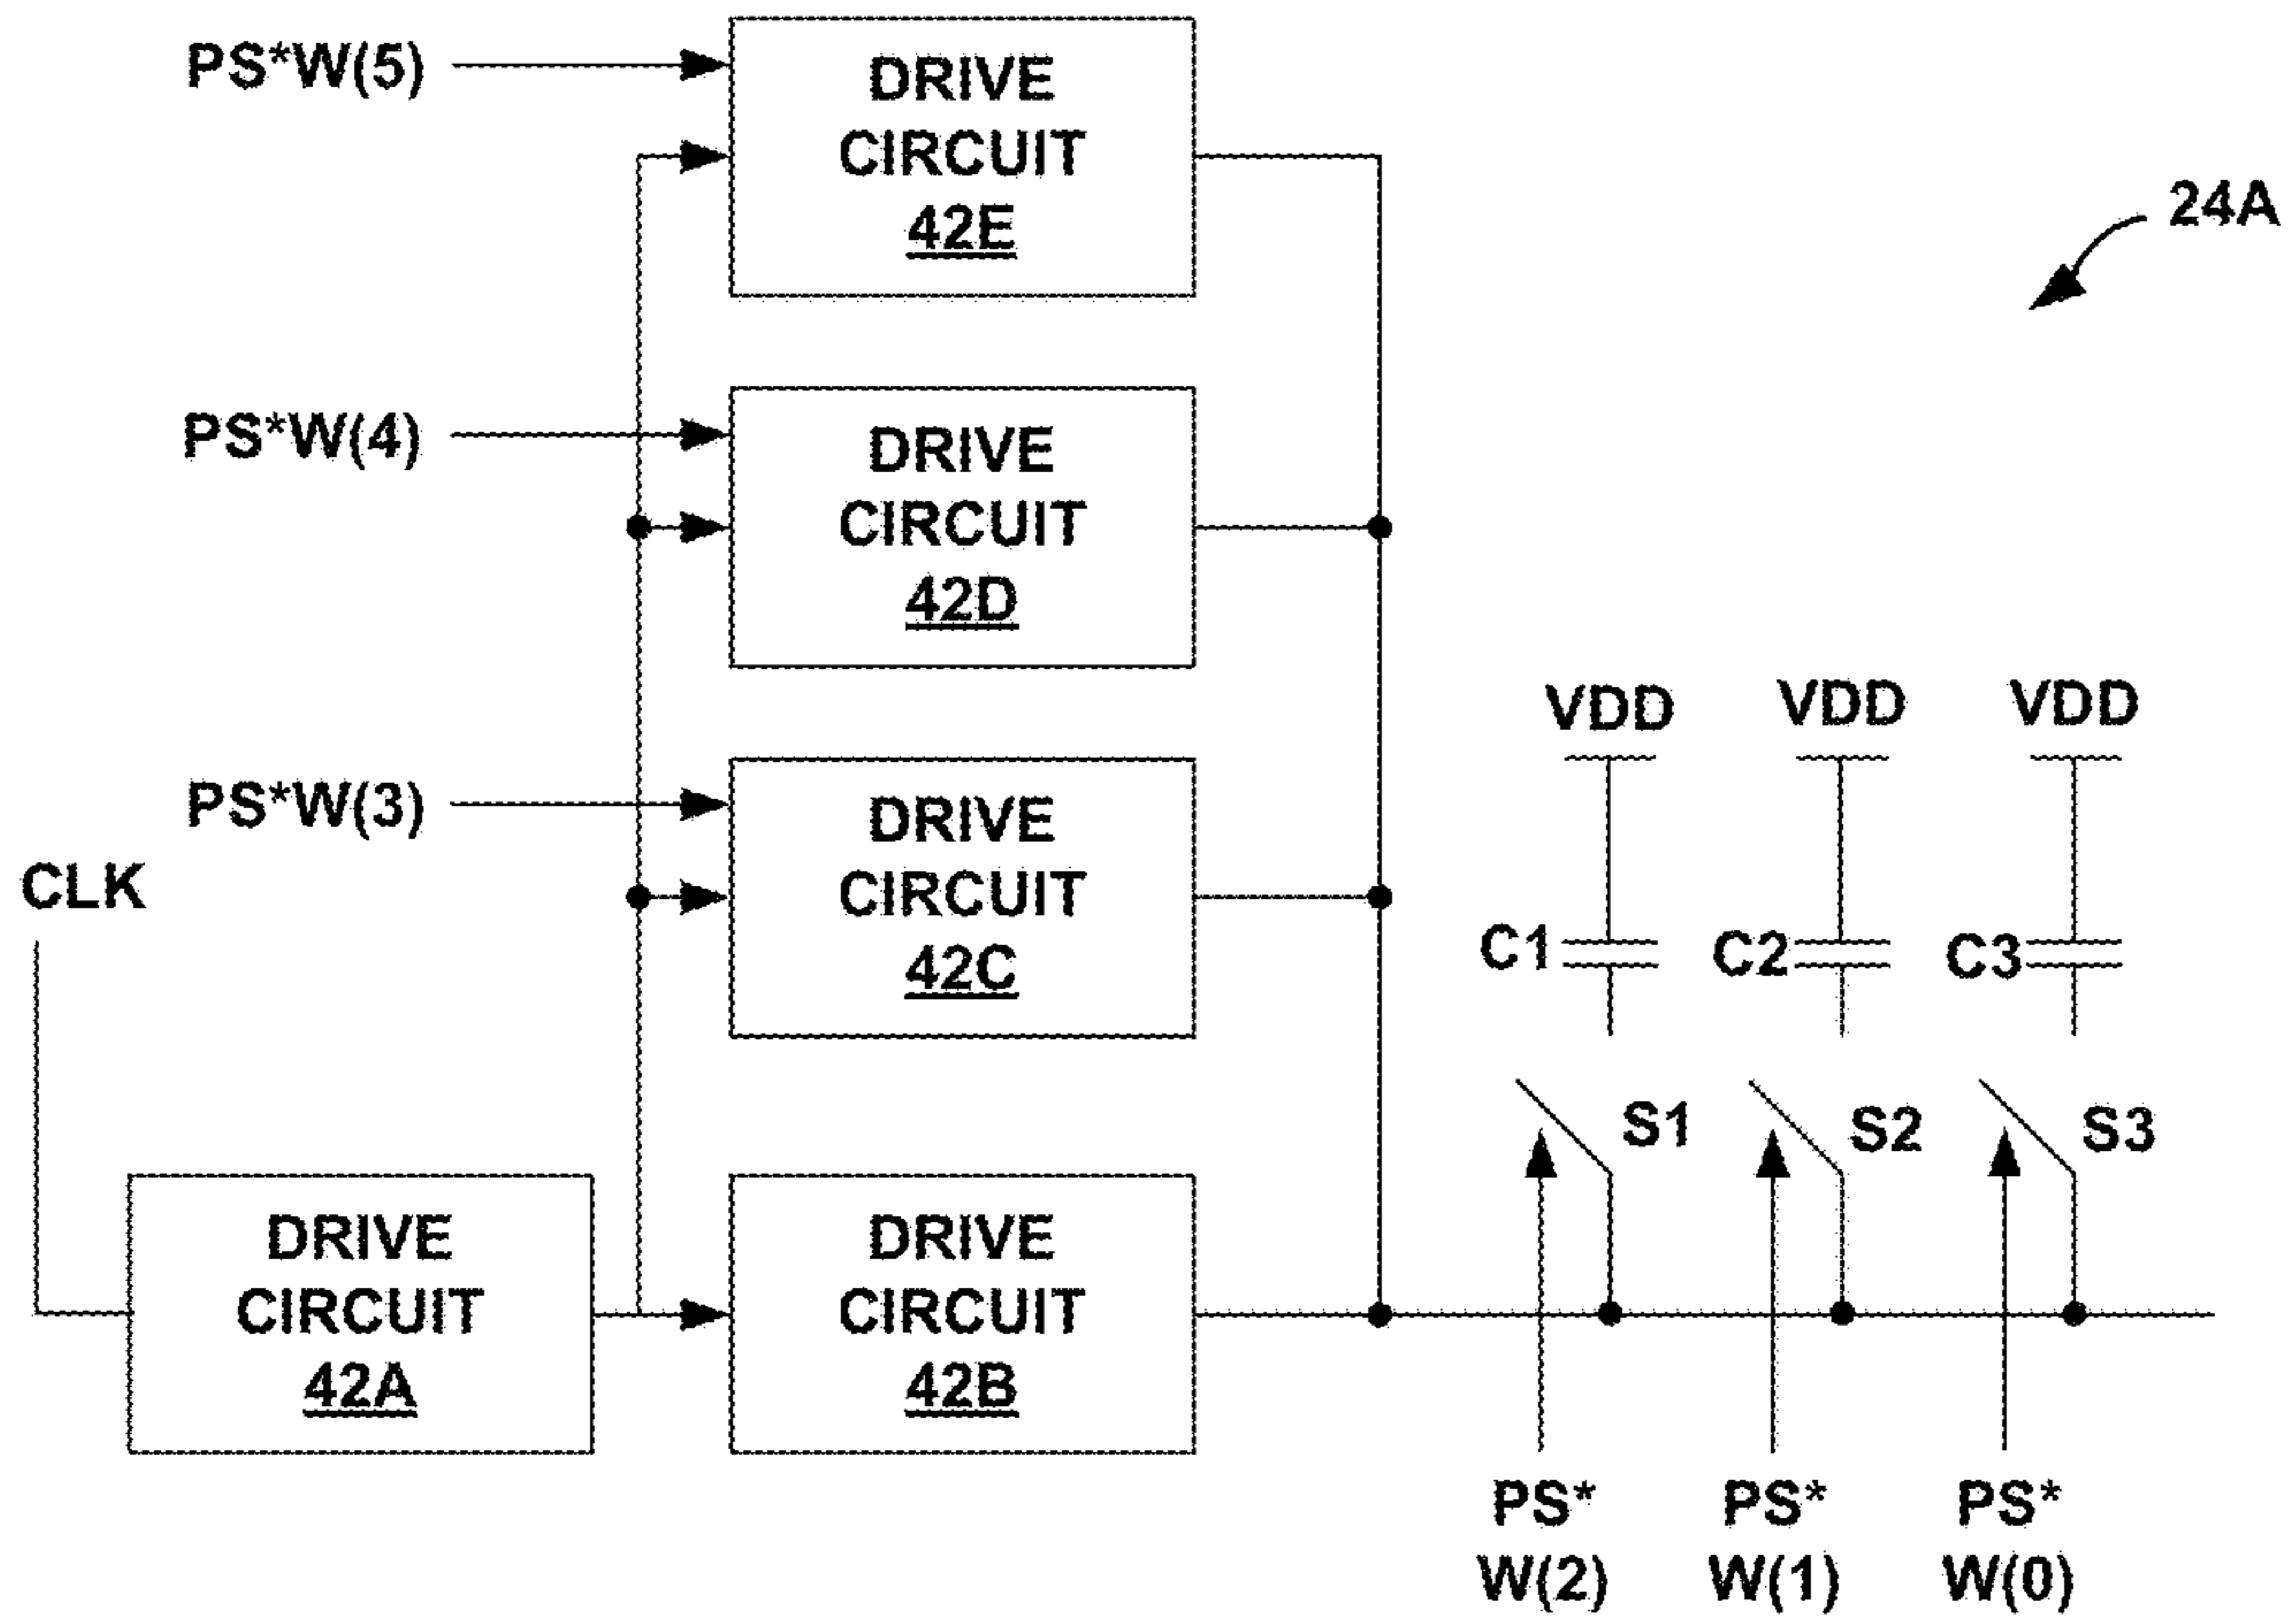 PS*W(5)
DRIVE
CIRCUIT
42E
24A
PS*W(4)
DRIVE
CIRCUIT
42D
PS*W(3)
DRIVE
CIRCUIT
42C
VDD
VDD
VDD
C1
C2
C3
CLK
S1
S2
S3
DRIVE
CIRCUIT
42A
DRIVE
CIRCUIT
42B
PS*
W(2)
PS*
W(1)
PS*
W(0)